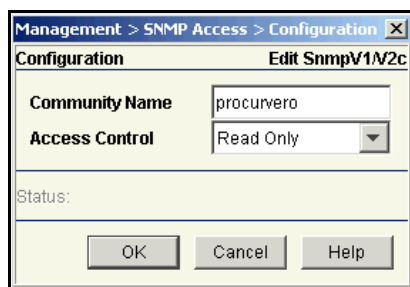 Management > SNMP Access > Configuration
Configuration Edit SnmpV1/V2c
Community Name procurvero
Access Control Read Only
Status:
OK Cancel Help